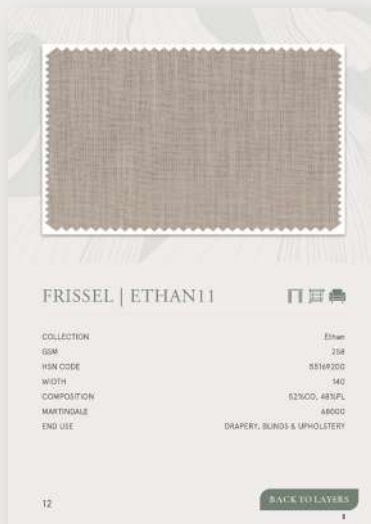 FRISSEL | ETHAN11
COLLECTION Ethan
GSM 258
HSN CODE 55169200
WIDTH 140
COMPOSITION 52%CO, 48%PL
MARTINDALE 68000
END USE DRAPERY, BLINDS & UPHOLSTERY
12
BACK TO LAYERS